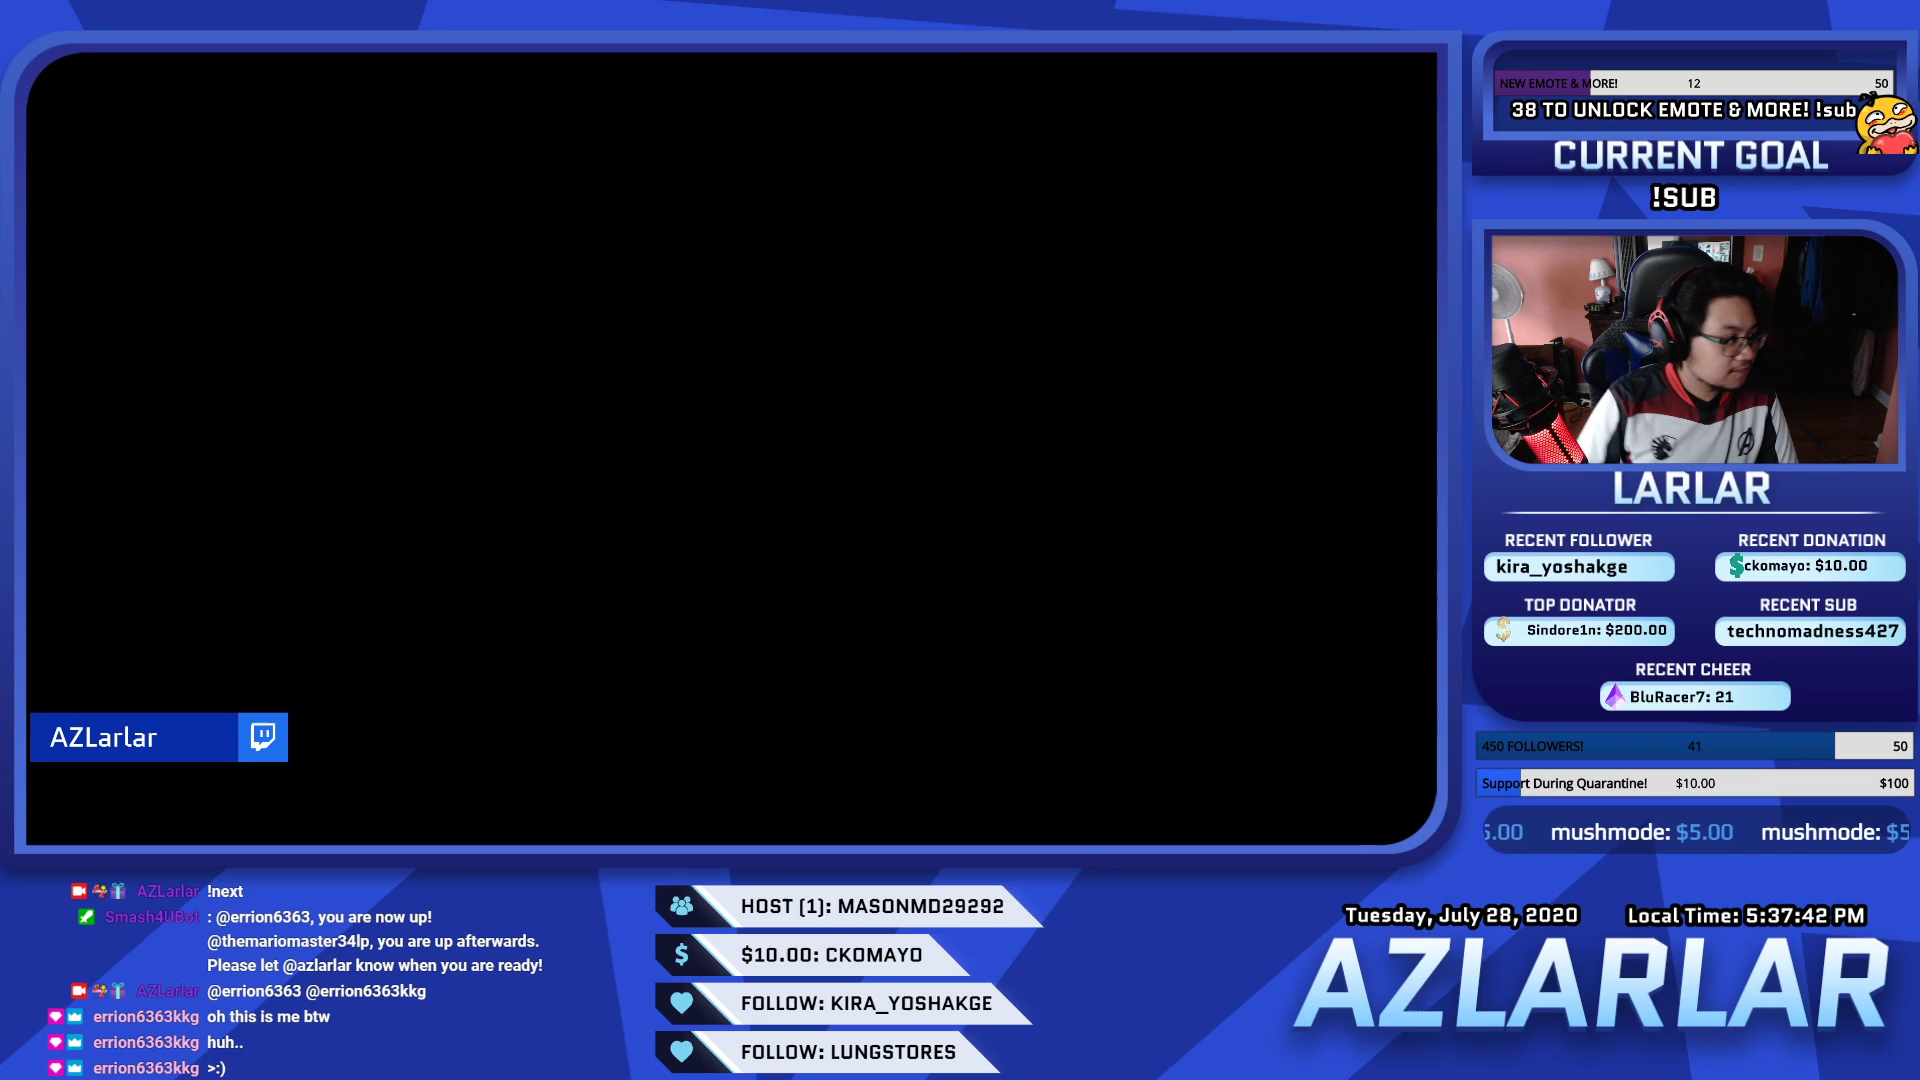 NEW EMOTE & MORE! 12 50
38 TO UNLOCK EMOTE & MORE! !sub
CURRENT GOAL
!SUB
LARLAR
RECENT FOLLOWER
kira_yoshakge
RECENT DONATION
ckomayo: $10.00
TOP DONATOR
Sindore1n: $200.00
RECENT SUB
technomadness427
RECENT CHEER
BluRacer7: 21
450 FOLLOWERS! 41 50
Support During Quarantine! $10.00 $100
5.00 mushmode: $5.00 mushmode: $5
AZLarlar
AZLarlar !next
Smash4UBot : @errion6363, you are now up!
@themariomaster34lp, you are up afterwards.
Please let @azlarlar know when you are ready!
AZLarlar @errion6363 @errion6363kkg
errion6363kkg oh this is me btw
errion6363kkg huh..
errion6363kkg >:)
HOST (1): MASONMD29292
$10.00: CKOMAYO
FOLLOW: KIRA_YOSHAKGE
FOLLOW: LUNGSTORES
Tuesday, July 28, 2020 Local Time: 5:37:42 PM
AZLARLAR